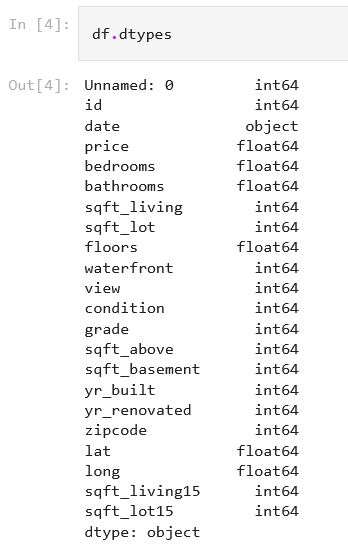 In [4]: df.dtypes
Out[4]: Unnamed: 0 int64
id int64
date object
price float64
bedrooms float64
bathrooms float64
sqft_living int64
sqft_lot int64
floors float64
waterfront int64
view int64
condition int64
grade int64
sqft_above int64
sqft_basement int64
yr_built int64
yr_renovated int64
zipcode int64
lat float64
long float64
sqft_living15 int64
sqft_lot15 int64
dtype: object